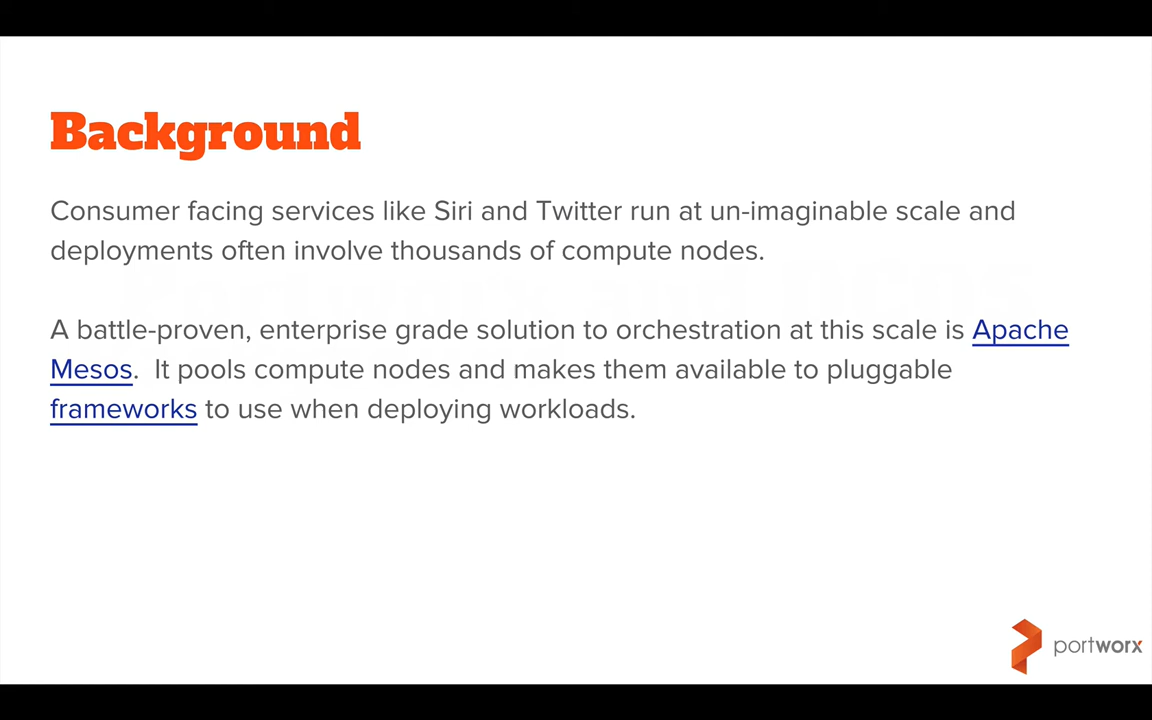 Background
Consumer facing services like Siri and Twitter run at un-imaginable scale and
deployments often involve thousands of compute nodes.
A battle-proven, enterprise grade solution to orchestration at this scale is Apache
Mesos. It pools compute nodes and makes them available to pluggable
frameworks to use when deploying workloads.
portworx